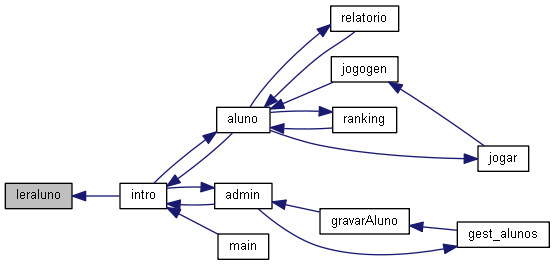 relatorio
jogogen
aluno
ranking
jogar
leraluno
intro
admin
gravarAluno
gest_alunos
main